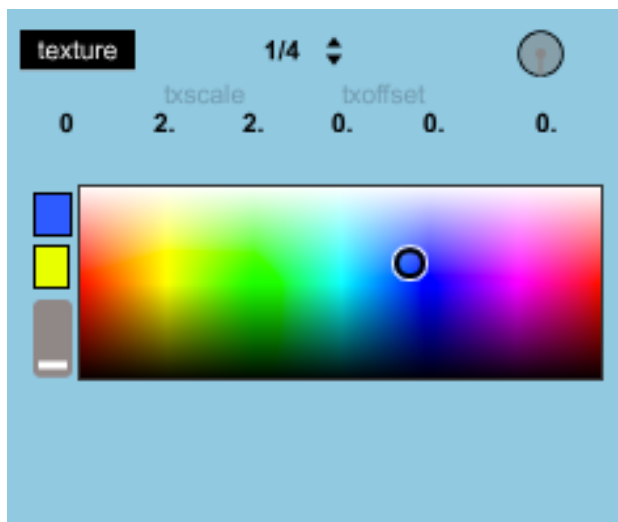 texture 1/4
txscale txoffset
0 2. 2. 0. 0. 0.